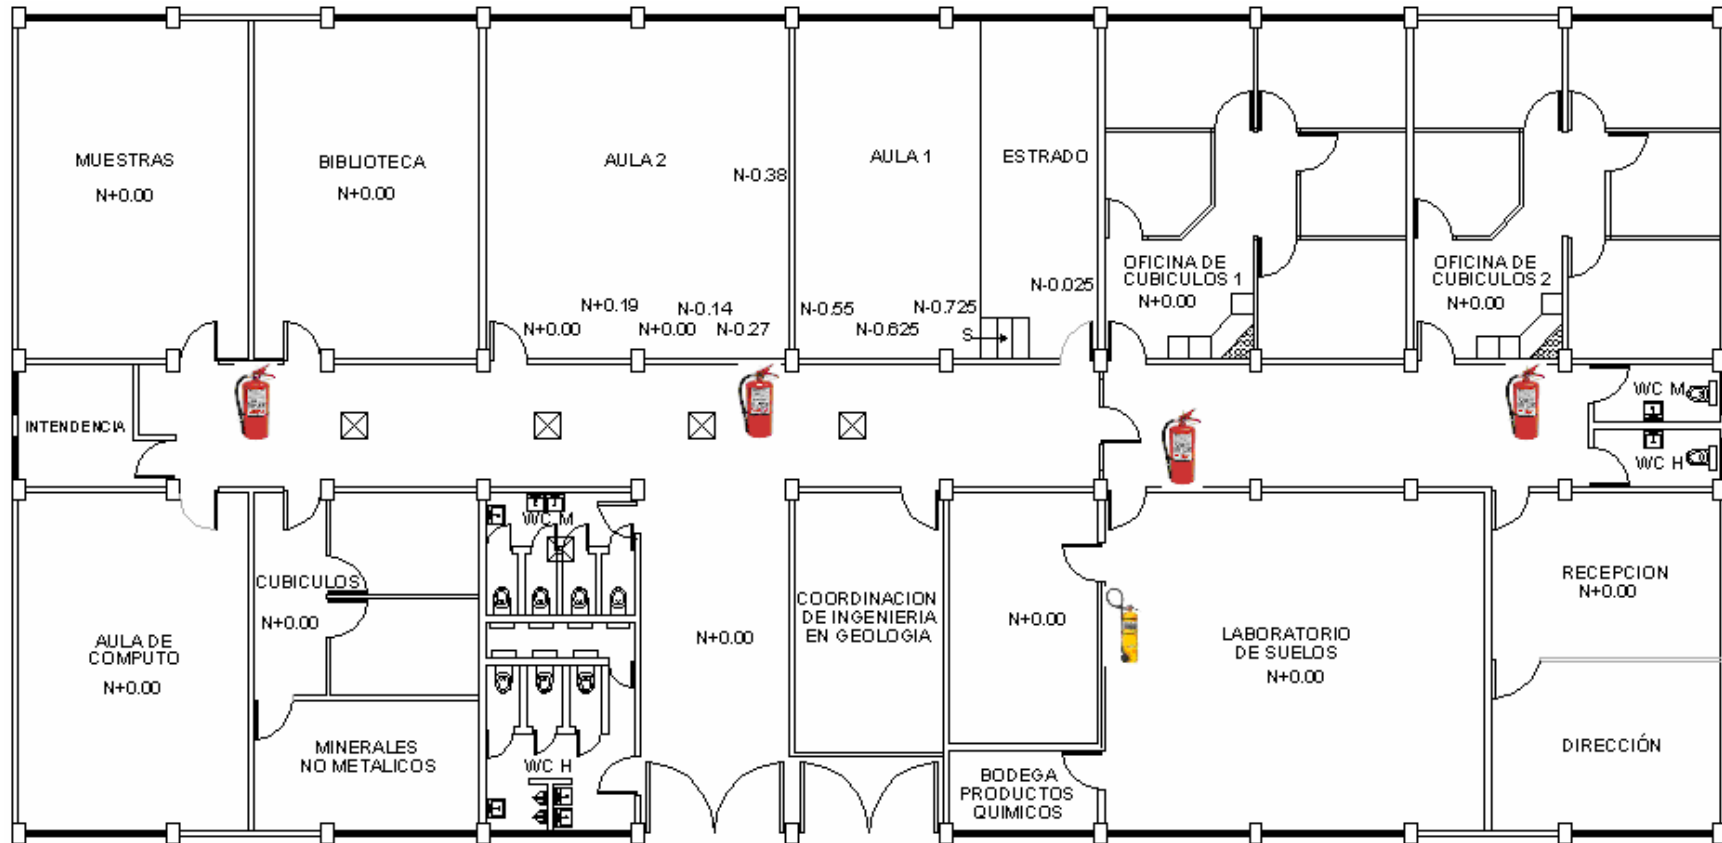 MUESTRAS
N+0.00
BIBLIOTECA
N+0.00
AULA 2
N-0.38
N+0.19
N+0.00
N-0.14
N+0.00
N-0.27
AULA 1
N-0.55
N-0.725
N-0.625
ESTRADO
N-0.025
S
OFICINA DE
CUBICULOS 1
N+0.00
OFICINA DE
CUBICULOS 2
N+0.00
INTENDENCIA
WC M
WC H
AULA DE
COMPUTO
N+0.00
CUBICULOS
N+0.00
MINERALES
NO METALICOS
WC M
WC H
N+0.00
COORDINACION
DE INGENIERIA
EN GEOLOGIA
N+0.00
BODEGA
PRODUCTOS
QUIMICOS
LABORATORIO
DE SUELOS
N+0.00
RECEPCION
N+0.00
DIRECCIÓN